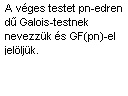 A véges testet pn-edren
dű Galois-testnek
nevezzük és GF(pn)-el
jelöljük.